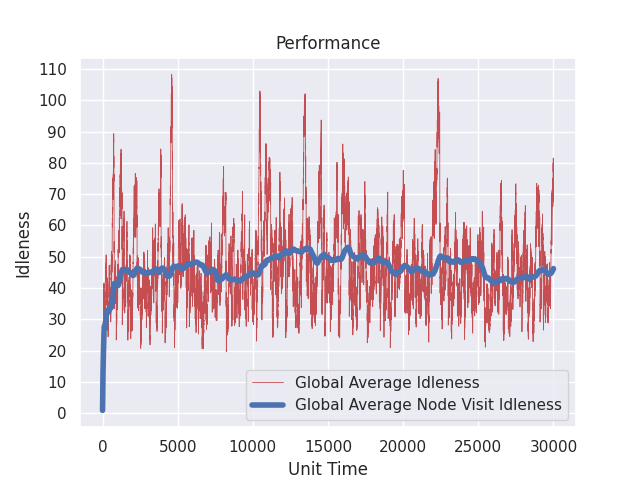 Performance
110
100
90
80
70
60
50
40
30
20
10
0
Idleness
Global Average Idleness
Global Average Node Visit Idleness
0 5000 10000 15000 20000 25000 30000
Unit Time